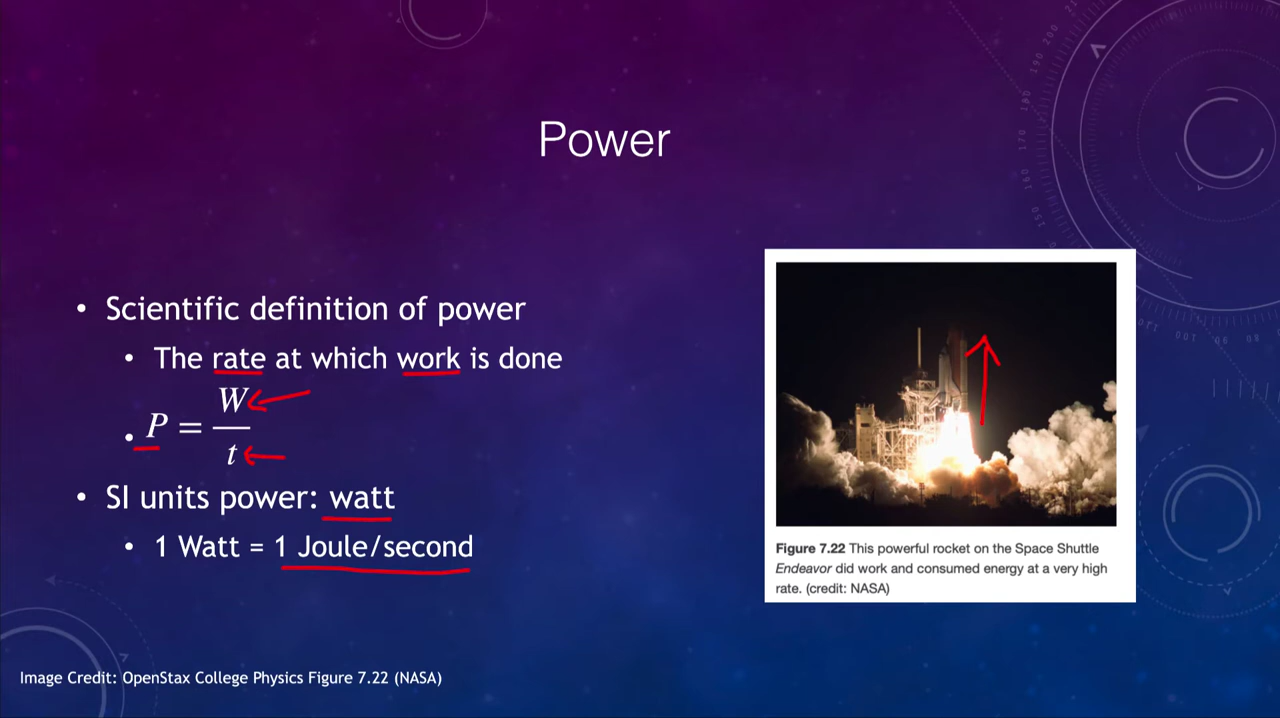 Power
• Scientific definition of power
• The rate at which work is done
• P = W/t
• SI units power: watt
• 1 Watt = 1 Joule/second
Figure 7.22 This powerful rocket on the Space Shuttle
Endeavor did work and consumed energy at a very high
rate. (credit: NASA)
Image Credit: OpenStax College Physics Figure 7.22 (NASA)